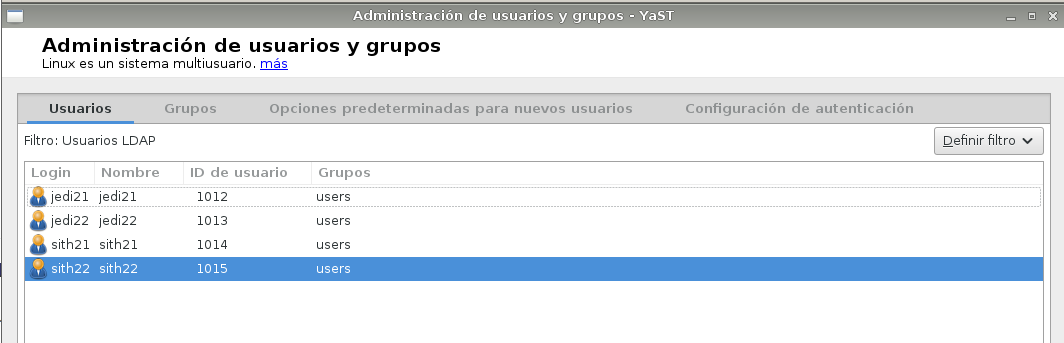 Administración de usuarios y grupos - YaST
Administración de usuarios y grupos
Linux es un sistema multiusuario. más
Usuarios Grupos Opciones predeterminadas para nuevos usuarios Configuración de autenticación
Filtro: Usuarios LDAP Definir filtro
Login Nombre ID de usuario Grupos
jedi21 jedi21 1012 users
jedi22 jedi22 1013 users
sith21 sith21 1014 users
sith22 sith22 1015 users